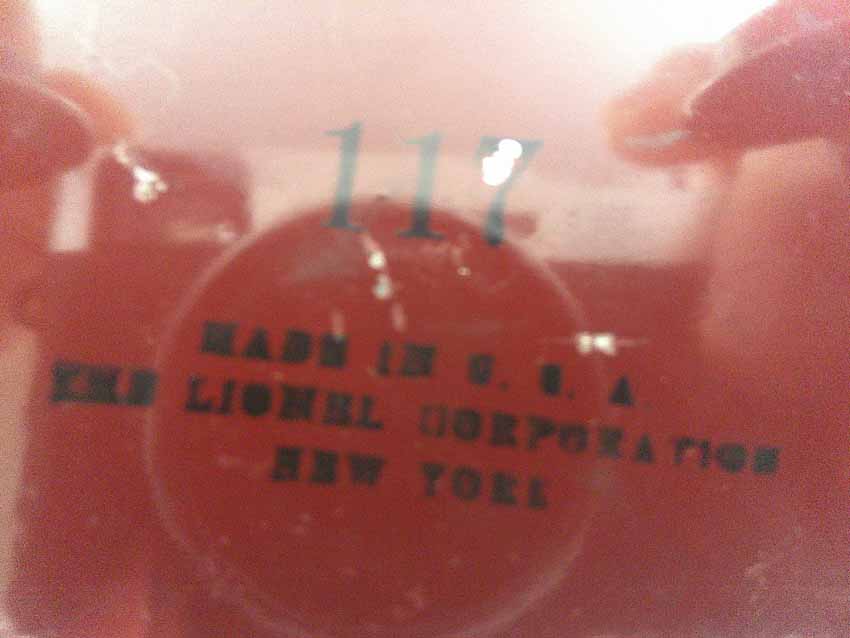 117
MADE IN U. S. A.
THE LIONEL CORPORATION
NEW YORK